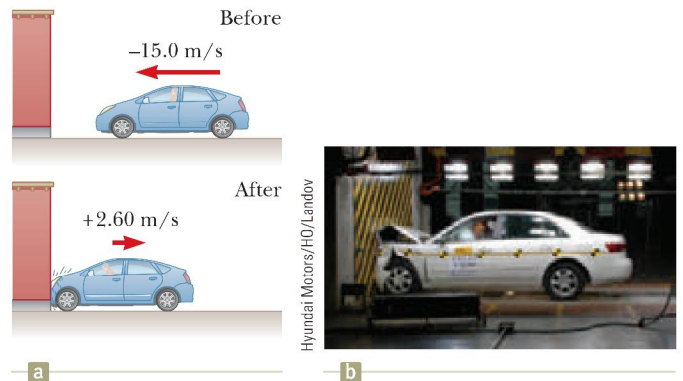 Before
–15.0 m/s
After
+2.60 m/s
a
Hyundai Motors/HO/Landov
b